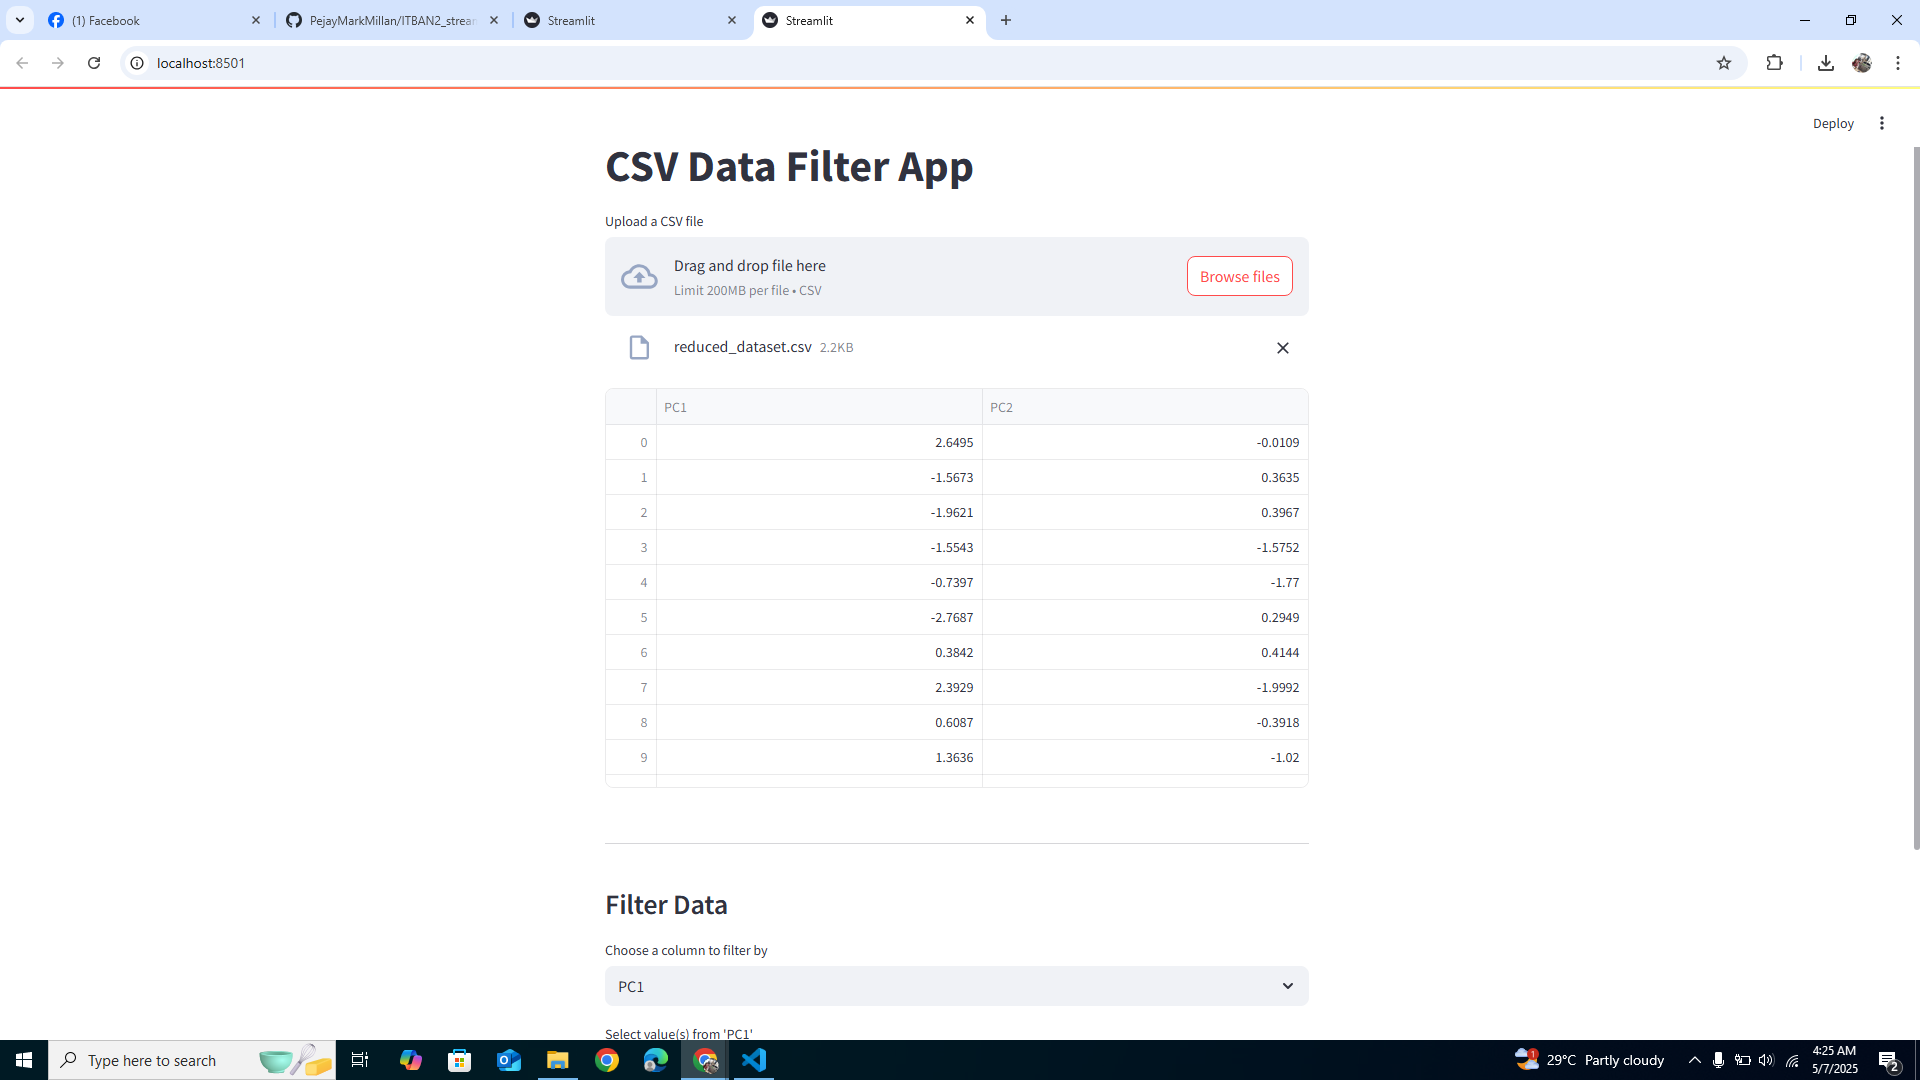 (1) Facebook
PejayMarkMillan/ITBAN2_strean
Streamlit
Streamlit
localhost:8501
Deploy
CSV Data Filter App
Upload a CSV file
Drag and drop file here
Limit 200MB per file • CSV
Browse files
reduced_dataset.csv 2.2KB
PC1 PC2
0 2.6495 -0.0109
1 -1.5673 0.3635
2 -1.9621 0.3967
3 -1.5543 -1.5752
4 -0.7397 -1.77
5 -2.7687 0.2949
6 0.3842 0.4144
7 2.3929 -1.9992
8 0.6087 -0.3918
9 1.3636 -1.02
Filter Data
Choose a column to filter by
PC1
Select value(s) from 'PC1'
Type here to search
1
29°C Partly cloudy
4:25 AM
5/7/2025
2